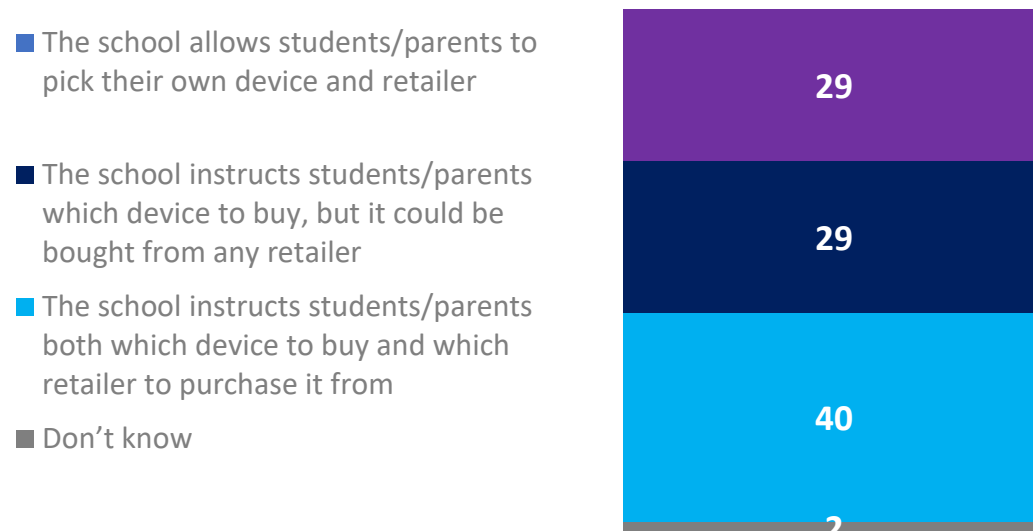 The school allows students/parents to
pick their own device and retailer
The school instructs students/parents
which device to buy, but it could be
bought from any retailer
The school instructs students/parents
both which device to buy and which
retailer to purchase it from
Don’t know
29
29
40
2